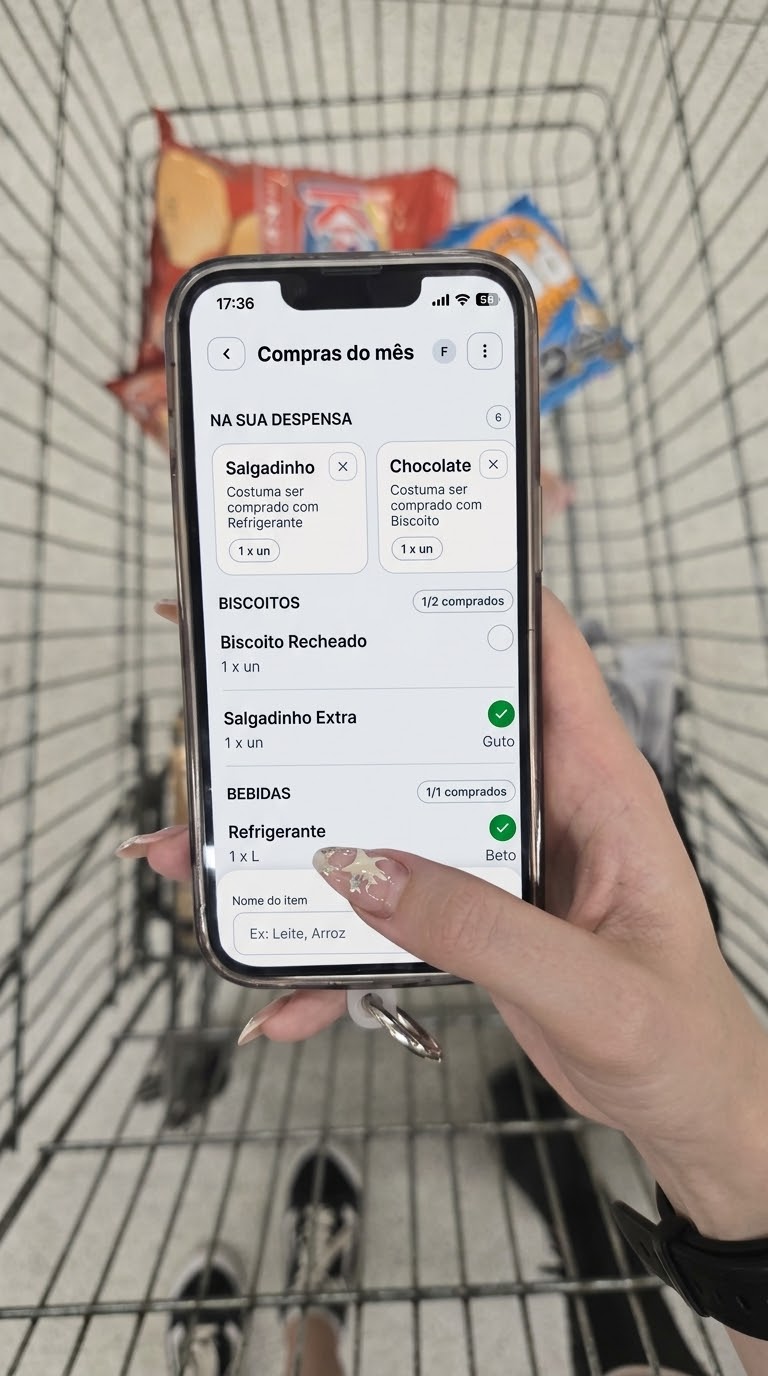 17:36
58
Compras do mês
F
NA SUA DESPENSA
6
Salgadinho
Costuma ser
comprado com
Refrigerante
1 x un
Chocolate
Costuma ser
comprado com
Biscoito
1 x un
BISCOITOS
1/2 comprados
Biscoito Recheado
1 x un
Salgadinho Extra
1 x un
Guto
BEBIDAS
1/1 comprados
Refrigerante
1 x L
Beto
Nome do item
Ex: Leite, Arroz